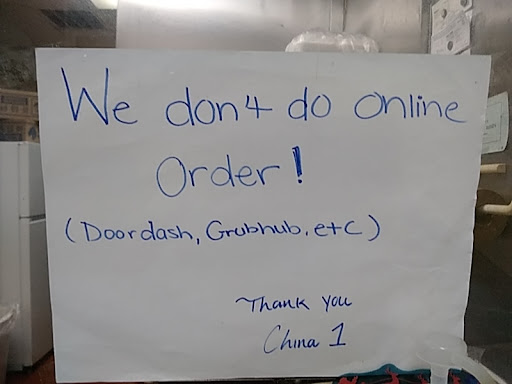 We don't do online
Order!
(Doordash, Grubhub, etc)
Thank you
China 1